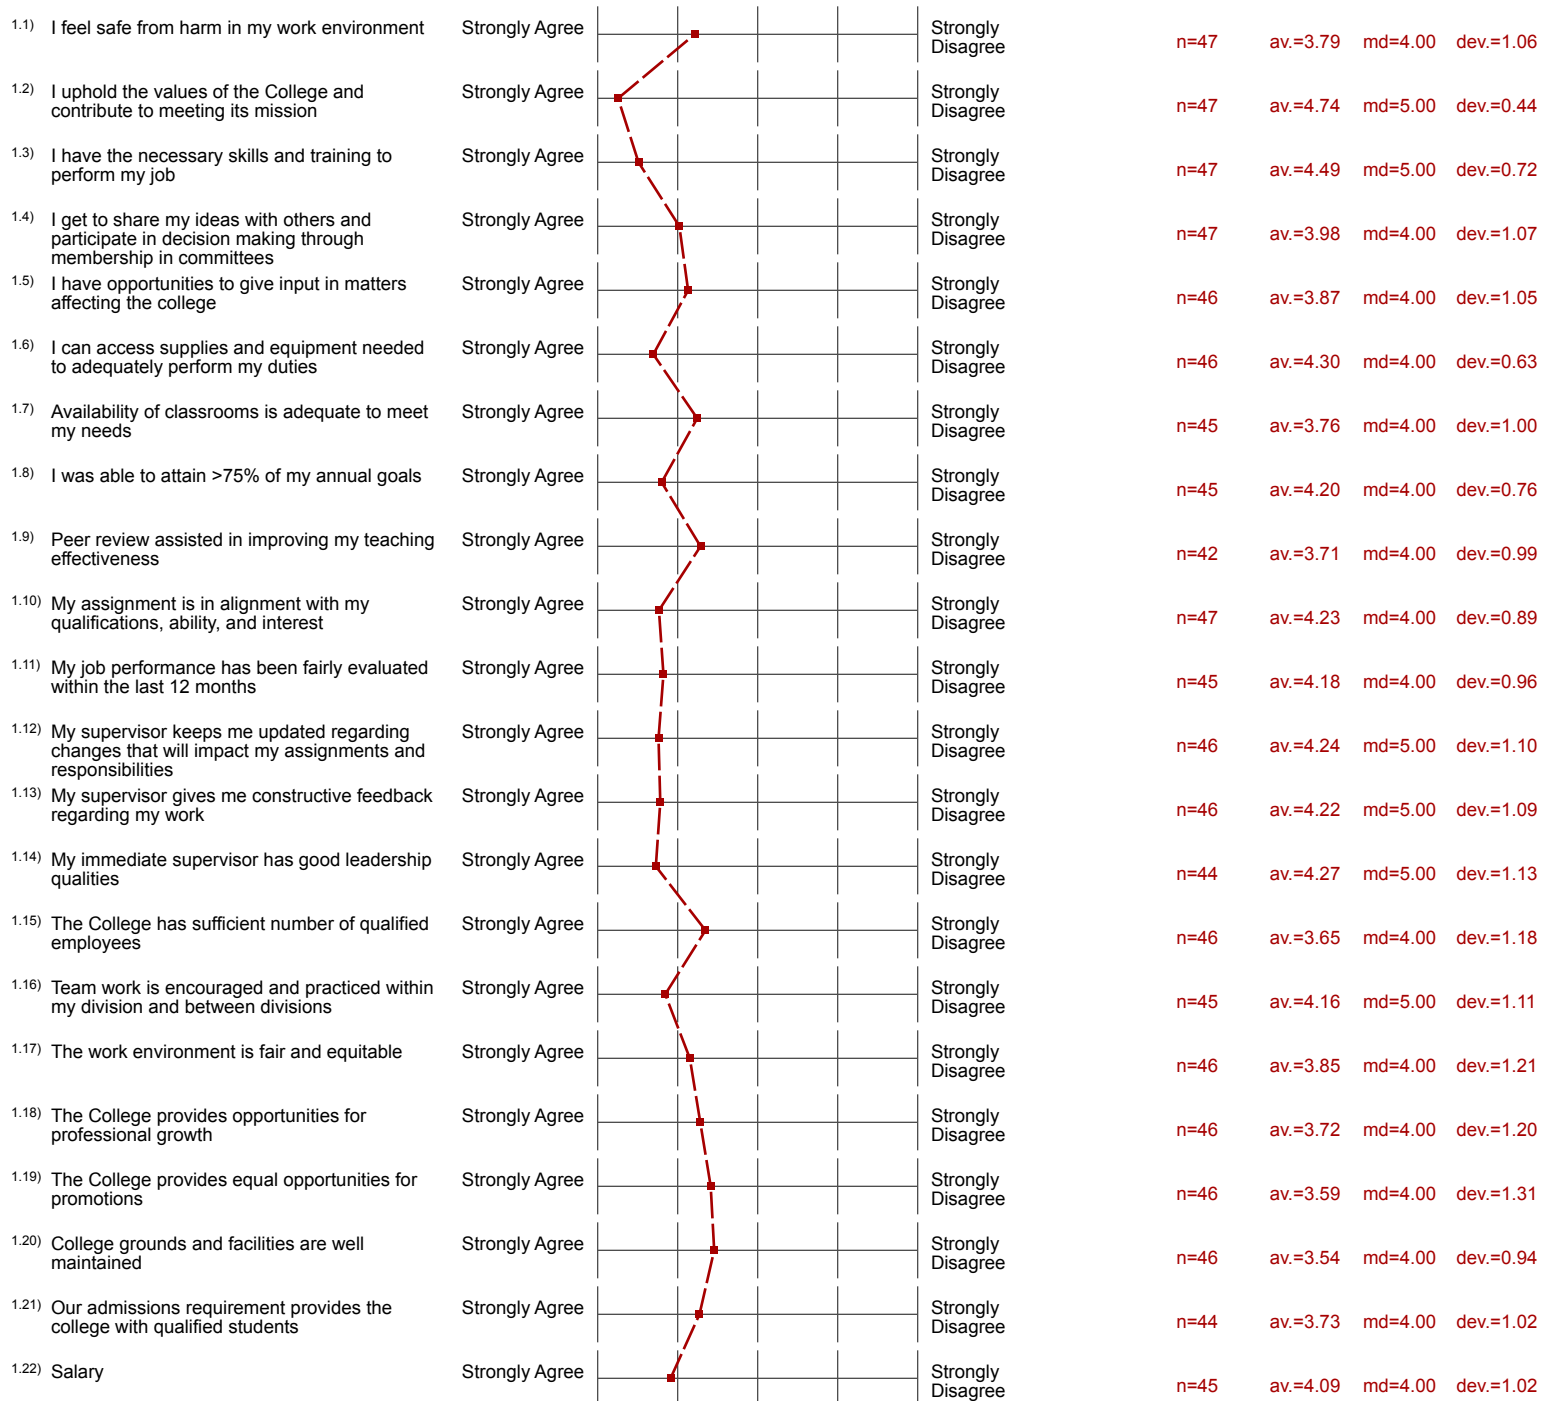 1.1) I feel safe from harm in my work environment Strongly Agree Strongly
Disagree n=47 av.=3.79 md=4.00 dev.=1.06
1.2) I uphold the values of the College and Strongly Agree Strongly
contribute to meeting its mission Disagree n=47 av.=4.74 md=5.00 dev.=0.44
1.3) I have the necessary skills and training to Strongly Agree Strongly
perform my job Disagree n=47 av.=4.49 md=5.00 dev.=0.72
1.4) I get to share my ideas with others and Strongly Agree Strongly
participate in decision making through Disagree n=47 av.=3.98 md=4.00 dev.=1.07
membership in committees
1.5) I have opportunities to give input in matters Strongly Agree Strongly
affecting the college Disagree n=46 av.=3.87 md=4.00 dev.=1.05
1.6) I can access supplies and equipment needed Strongly Agree Strongly
to adequately perform my duties Disagree n=46 av.=4.30 md=4.00 dev.=0.63
1.7) Availability of classrooms is adequate to meet Strongly Agree Strongly
my needs Disagree n=45 av.=3.76 md=4.00 dev.=1.00
1.8) I was able to attain >75% of my annual goals Strongly Agree Strongly
Disagree n=45 av.=4.20 md=4.00 dev.=0.76
1.9) Peer review assisted in improving my teaching Strongly Agree Strongly
effectiveness Disagree n=42 av.=3.71 md=4.00 dev.=0.99
1.10) My assignment is in alignment with my Strongly Agree Strongly
qualifications, ability, and interest Disagree n=47 av.=4.23 md=4.00 dev.=0.89
1.11) My job performance has been fairly evaluated Strongly Agree Strongly
within the last 12 months Disagree n=45 av.=4.18 md=4.00 dev.=0.96
1.12) My supervisor keeps me updated regarding Strongly Agree Strongly
changes that will impact my assignments and Disagree n=46 av.=4.24 md=5.00 dev.=1.10
responsibilities
1.13) My supervisor gives me constructive feedback Strongly Agree Strongly
regarding my work Disagree n=46 av.=4.22 md=5.00 dev.=1.09
1.14) My immediate supervisor has good leadership Strongly Agree Strongly
qualities Disagree n=44 av.=4.27 md=5.00 dev.=1.13
1.15) The College has sufficient number of qualified Strongly Agree Strongly
employees Disagree n=46 av.=3.65 md=4.00 dev.=1.18
1.16) Team work is encouraged and practiced within Strongly Agree Strongly
my division and between divisions Disagree n=45 av.=4.16 md=5.00 dev.=1.11
1.17) The work environment is fair and equitable Strongly Agree Strongly
Disagree n=46 av.=3.85 md=4.00 dev.=1.21
1.18) The College provides opportunities for Strongly Agree Strongly
professional growth Disagree n=46 av.=3.72 md=4.00 dev.=1.20
1.19) The College provides equal opportunities for Strongly Agree Strongly
promotions Disagree n=46 av.=3.59 md=4.00 dev.=1.31
1.20) College grounds and facilities are well Strongly Agree Strongly
maintained Disagree n=46 av.=3.54 md=4.00 dev.=0.94
1.21) Our admissions requirement provides the Strongly Agree Strongly
college with qualified students Disagree n=44 av.=3.73 md=4.00 dev.=1.02
1.22) Salary Strongly Agree Strongly
Disagree n=45 av.=4.09 md=4.00 dev.=1.02